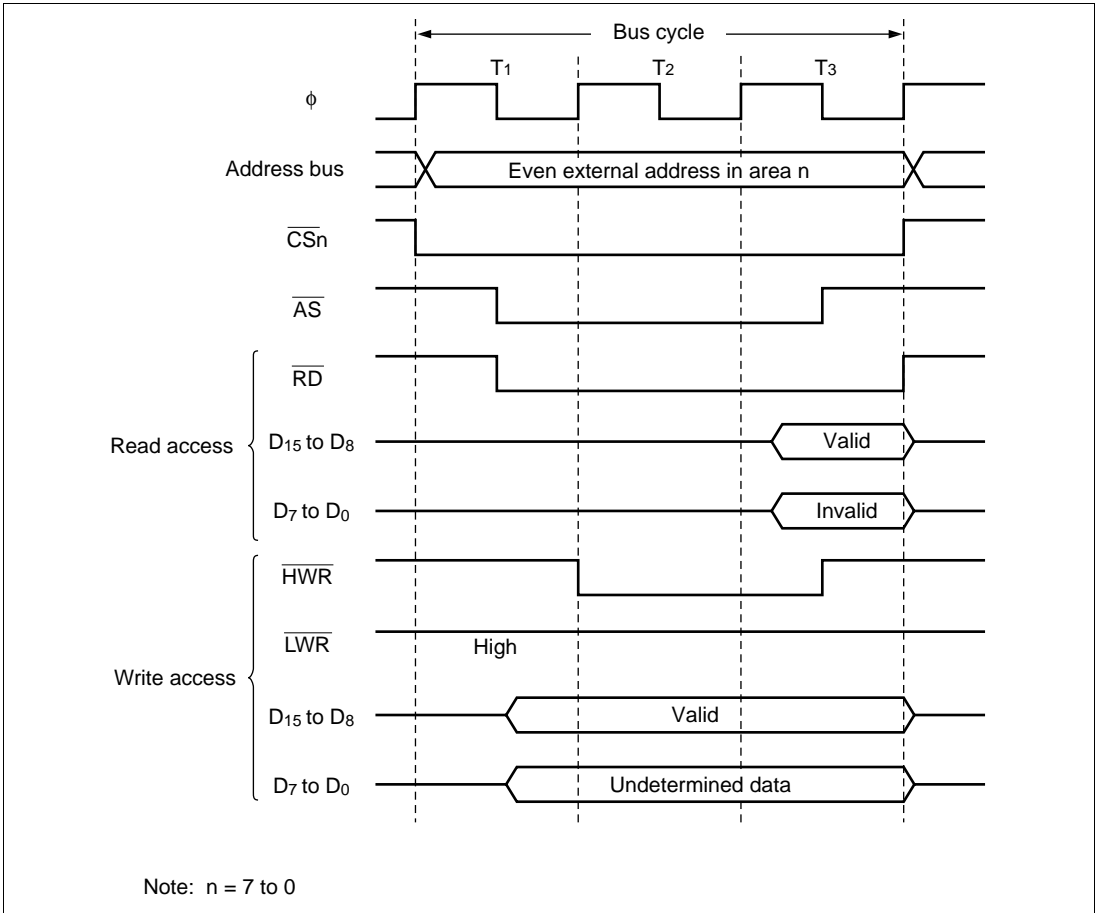 Bus cycle
T1 T2 T3
ϕ
Address bus Even external address in area n
CSn
AS
RD
Read access D15 to D8 Valid
D7 to D0 Invalid
HWR
LWR High
Write access D15 to D8 Valid
D7 to D0 Undetermined data
Note: n = 7 to 0